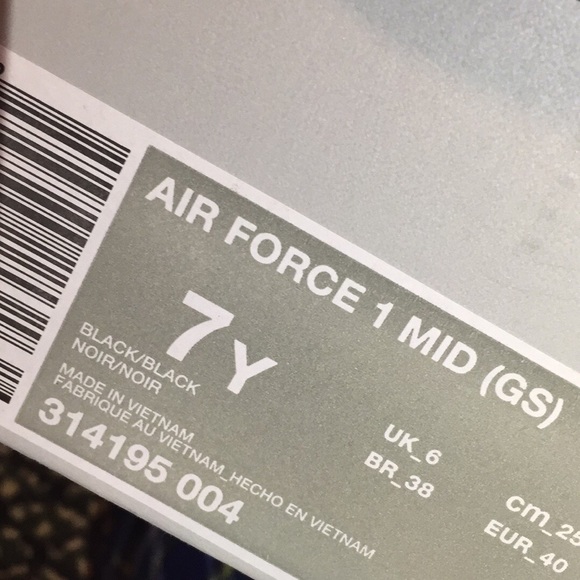 AIR FORCE 1 MID (GS)
7Y
BLACK/BLACK
NOIR/NOIR
MADE IN VIETNAM
FABRIQUE AU VIETNAM_HECHO EN VIETNAM
314195 004
UK_6
BR_38
cm_25
EUR_40